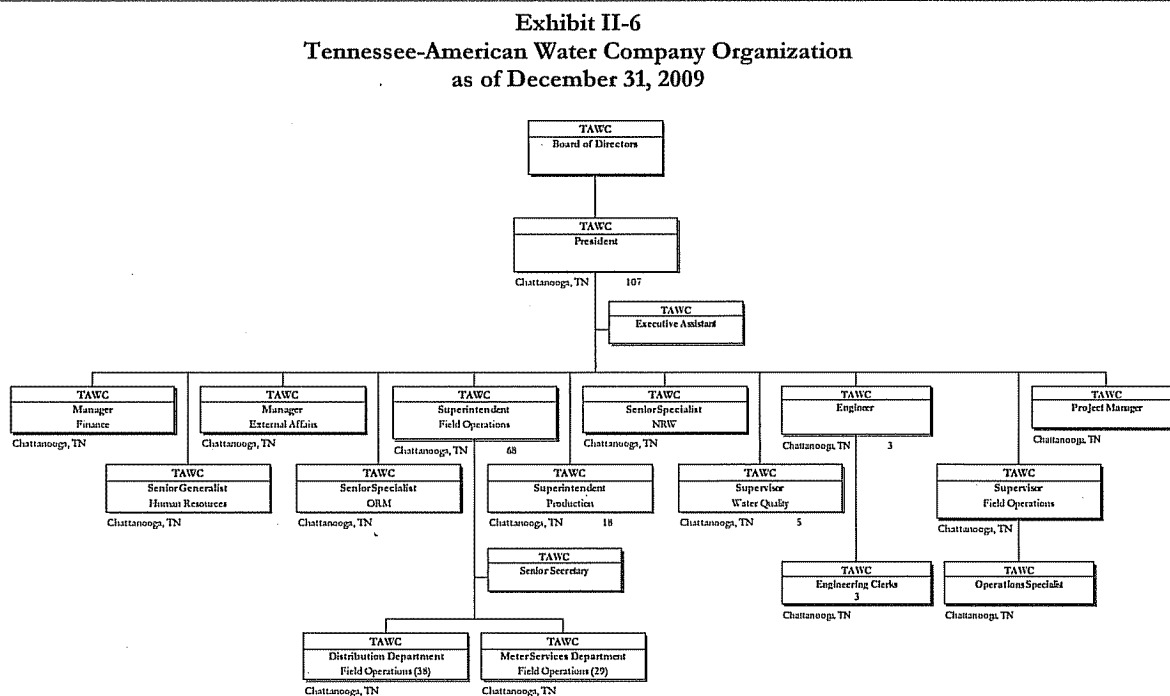 Exhibit II-6
Tennessee-American Water Company Organization
as of December 31, 2009
TAWC
Board of Directors
TAWC
President
Chattanooga, TN 107
TAWC
Executive Assistant
TAWC
Manager
Finance
Chattanooga, TN
TAWC
Manager
External Affairs
Chattanooga, TN
TAWC
Superintendent
Field Operations
Chattanooga, TN 68
TAWC
Senior Specialist
NRW
Chattanooga, TN
TAWC
Engineer
Chattanooga, TN 3
TAWC
Project Manager
Chattanooga, TN
TAWC
Senior Generalist
Human Resources
Chattanooga, TN
TAWC
Senior Specialist
ORM
Chattanooga, TN
TAWC
Superintendent
Production
Chattanooga, TN 18
TAWC
Supervisor
Water Quality
Chattanooga, TN 5
TAWC
Supervisor
Field Operations
Chattanooga, TN
TAWC
Senior Secretary
TAWC
Engineering Clerks
3
Chattanooga, TN
TAWC
Operations Specialist
Chattanooga, TN
TAWC
Distribution Department
Field Operations (38)
Chattanooga, TN
TAWC
Meter Services Department
Field Operations (29)
Chattanooga, TN